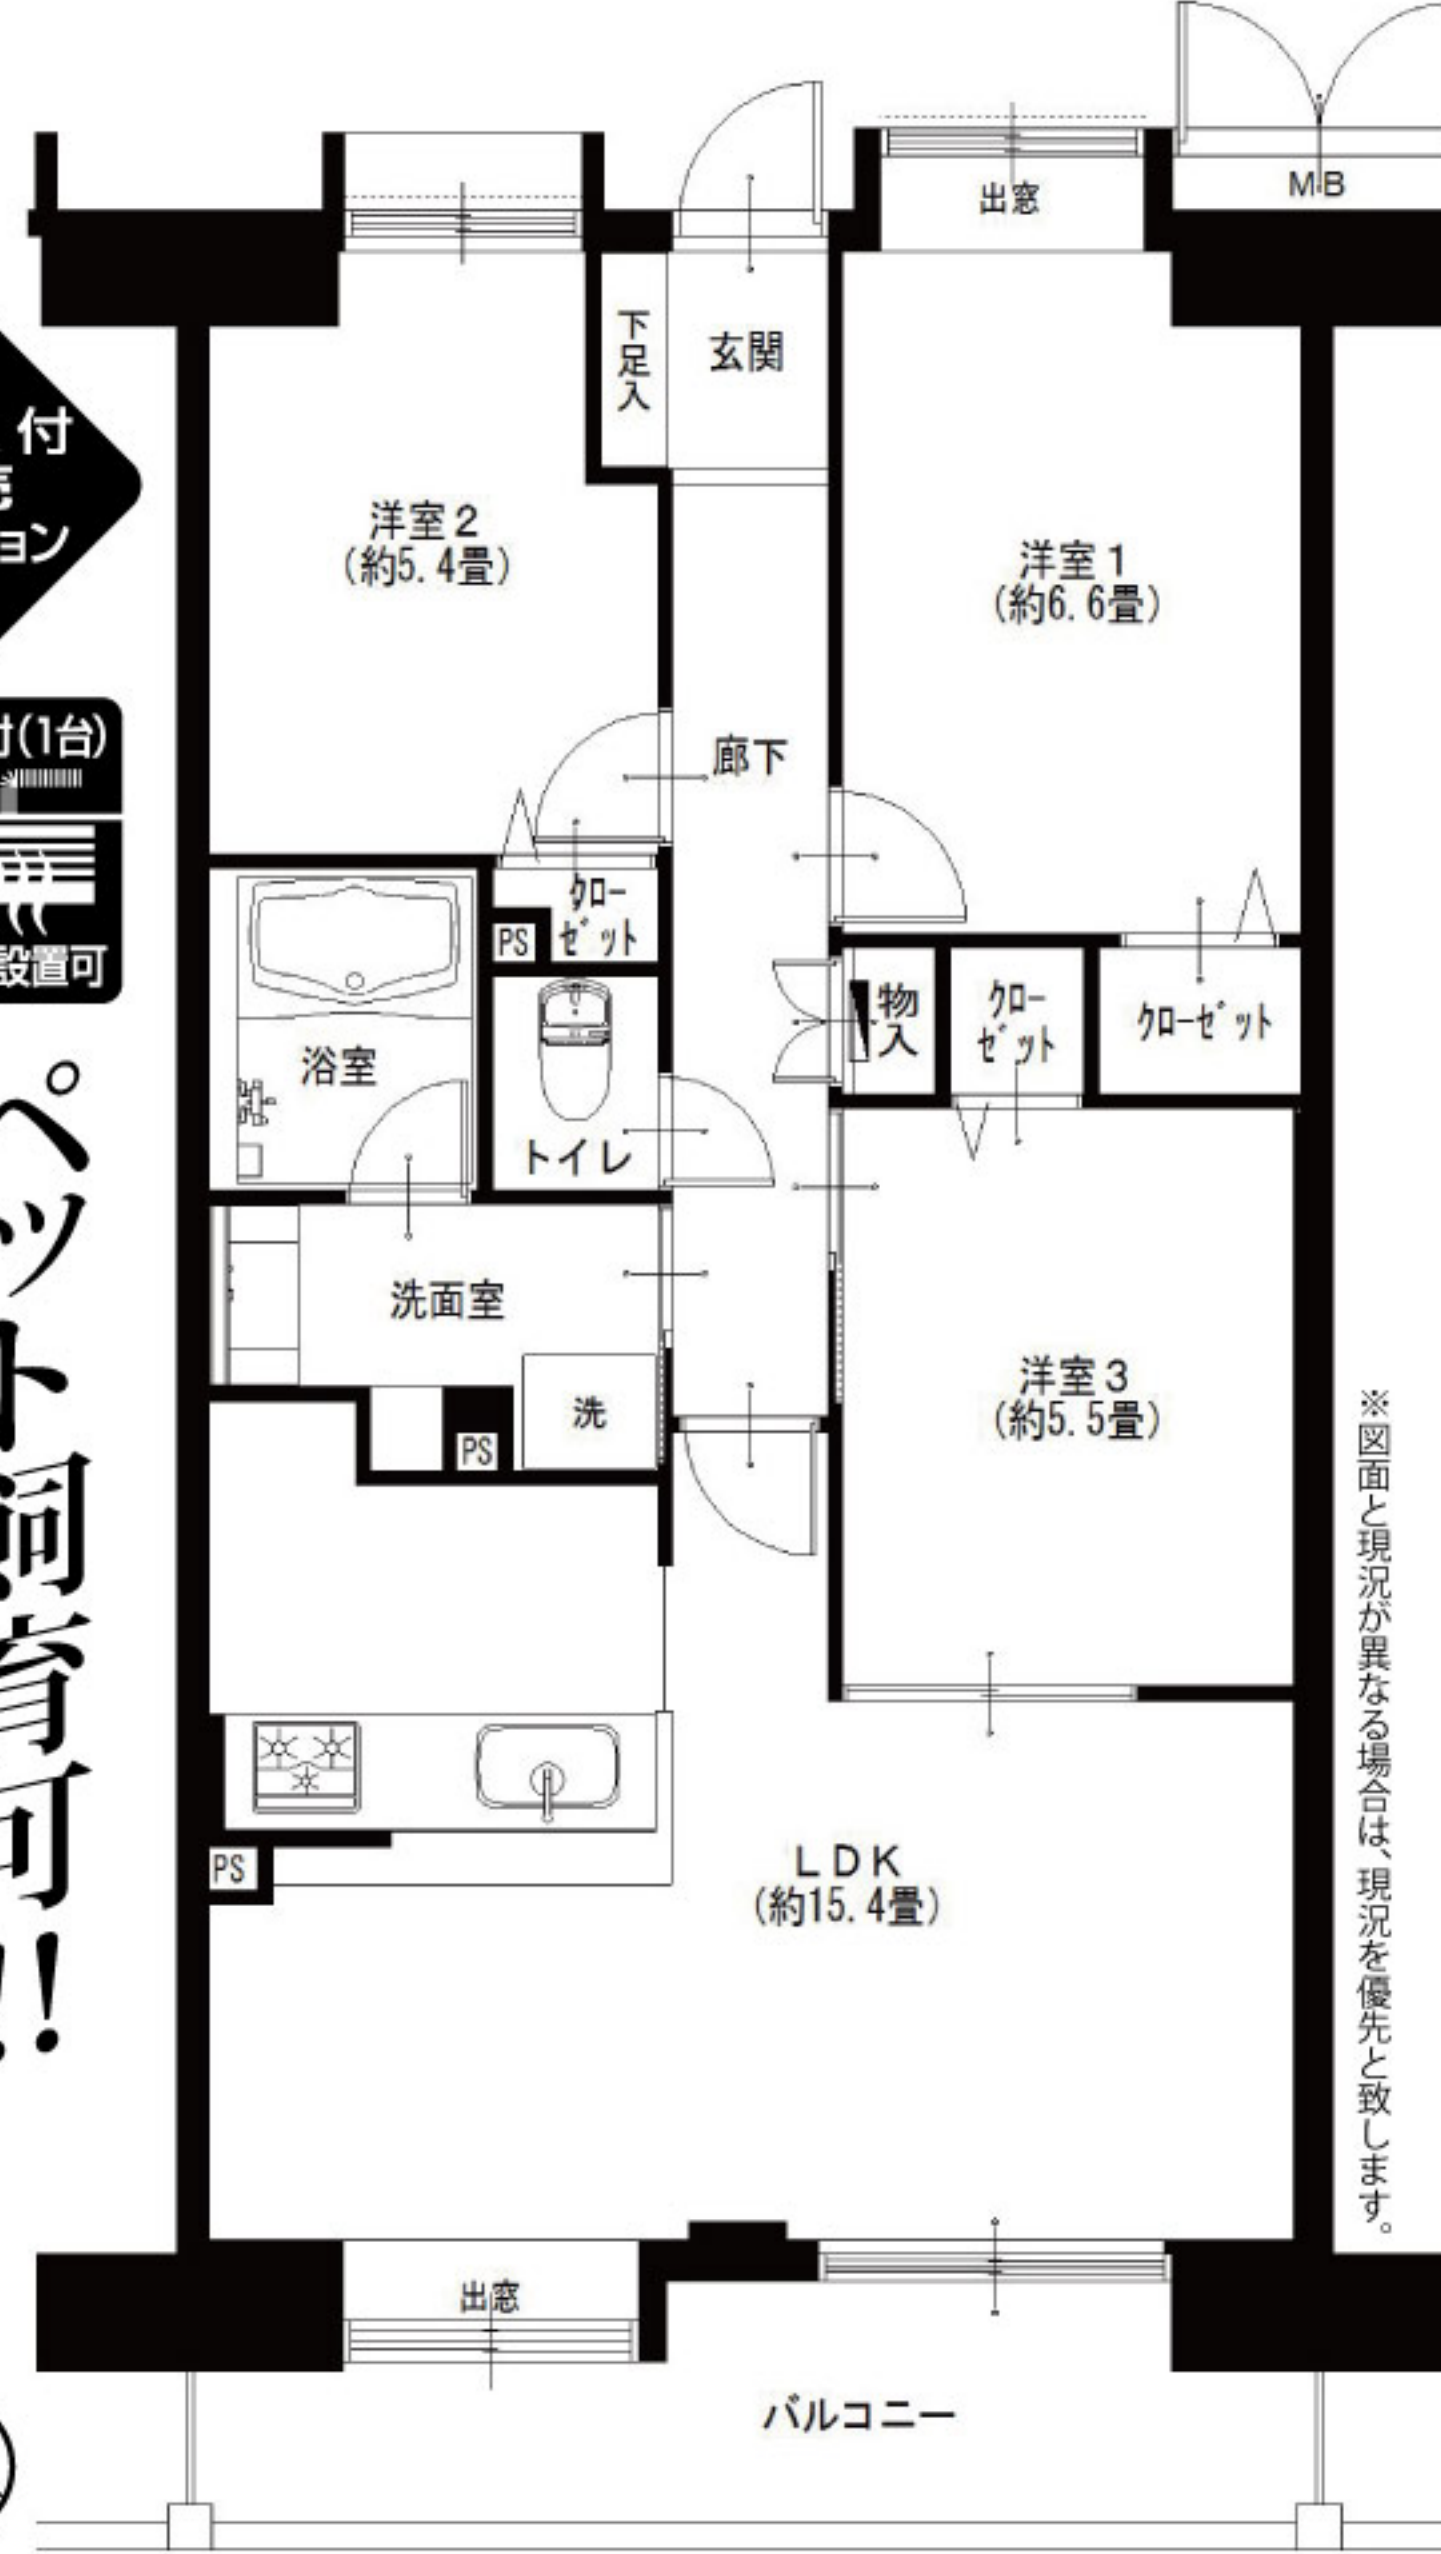 出窓
MB
下足入
玄関
付
売
ョン
洋室2
(約5.4畳)
洋室1
(約6.6畳)
付(1台)
廊下
設置可
クロー
ゼット
PS
物入
クロー
ゼット
クローゼット
浴室
トイレ
洗面室
洗
PS
洋室3
(約5.5畳)
ペット飼育可!!
※図面と現況が異なる場合は、現況を優先と致します。
PS
LDK
(約15.4畳)
出窓
バルコニー